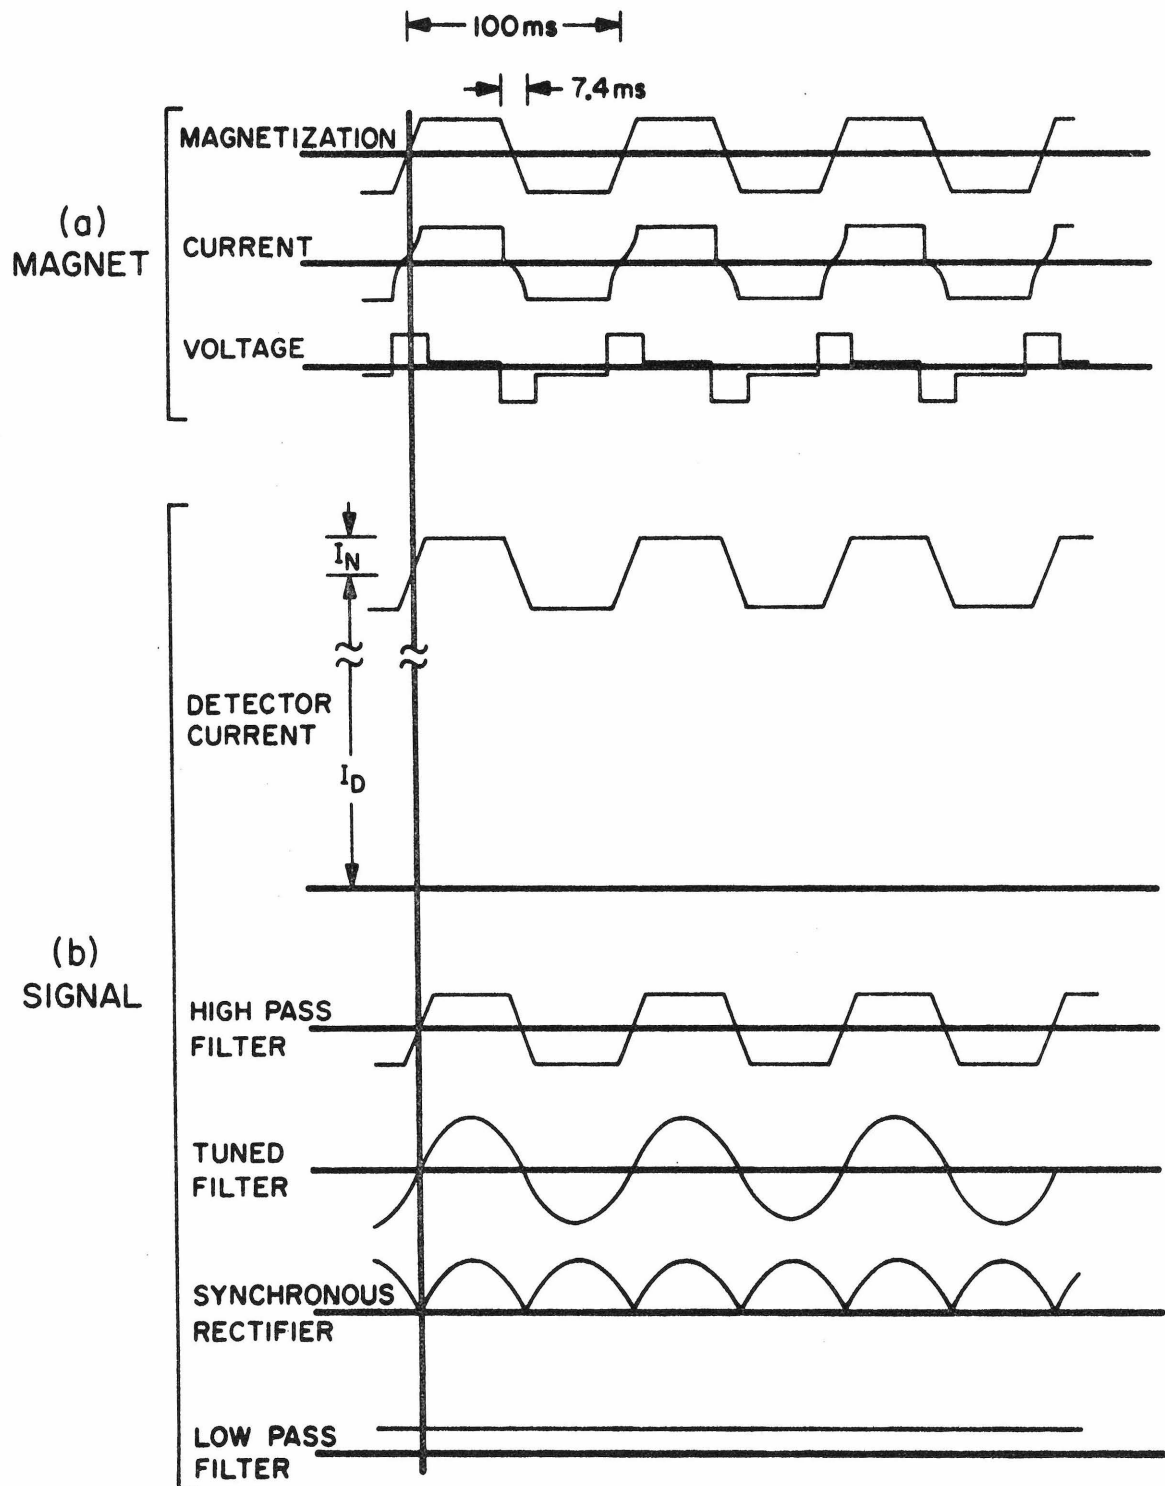 100ms
7.4ms
(a)
MAGNET
MAGNETIZATION
CURRENT
VOLTAGE
(b)
SIGNAL
I_N
DETECTOR
CURRENT
I_D
HIGH PASS
FILTER
TUNED
FILTER
SYNCHRONOUS
RECTIFIER
LOW PASS
FILTER